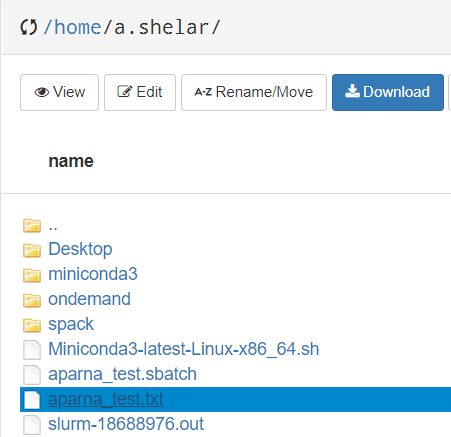 /home/a.shelar/
View Edit A-Z Rename/Move Download
name
..
Desktop
miniconda3
ondemand
spack
Miniconda3-latest-Linux-x86_64.sh
aparna_test.sbatch
aparna_test.txt
slurm-18688976.out